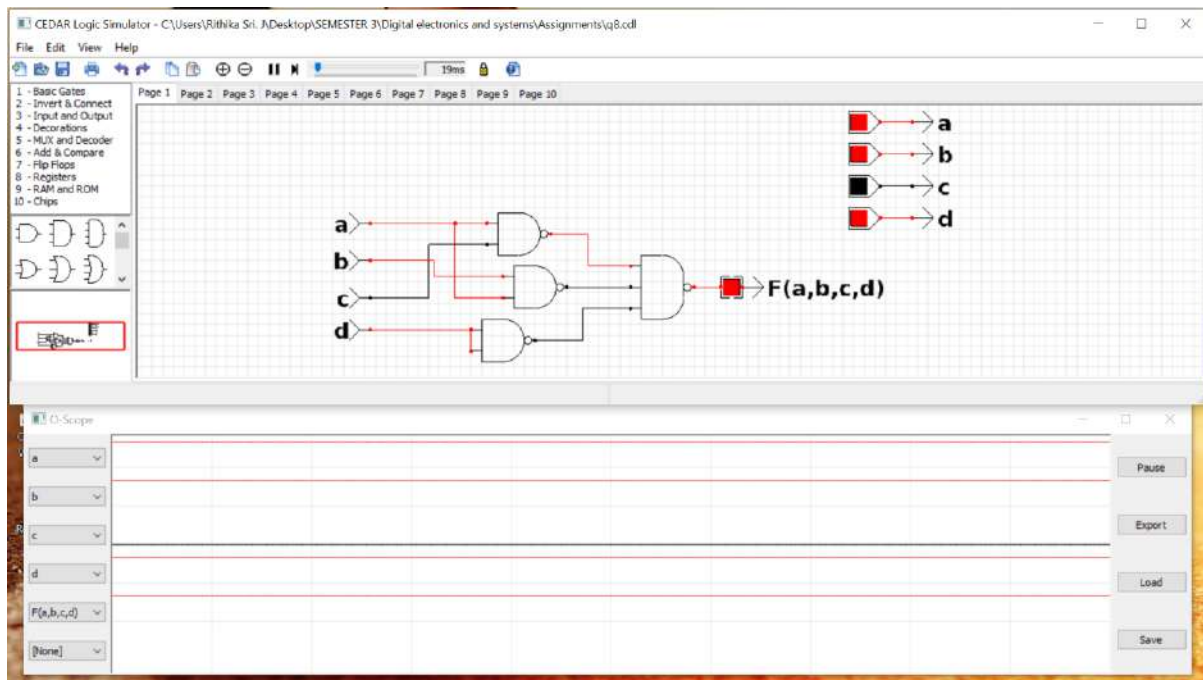 CEDAR Logic Simulator - C:\Users\Rithika Sri. J\Desktop\SEMESTER 3\Digital electronics and systems\Assignments\q8.cdl
File Edit View Help
19ms
1 - Basic Gates
2 - Invert & Connect
3 - Input and Output
4 - Decorations
5 - MUX and Decoder
6 - Add & Compare
7 - Flip Flops
8 - Registers
9 - RAM and ROM
10 - Chips
Page 1 Page 2 Page 3 Page 4 Page 5 Page 6 Page 7 Page 8 Page 9 Page 10
a
b
c
d
a
b
c
d
F(a,b,c,d)
O-Scope
a
b
c
d
F(a,b,c,d)
[None]
Pause
Export
Load
Save